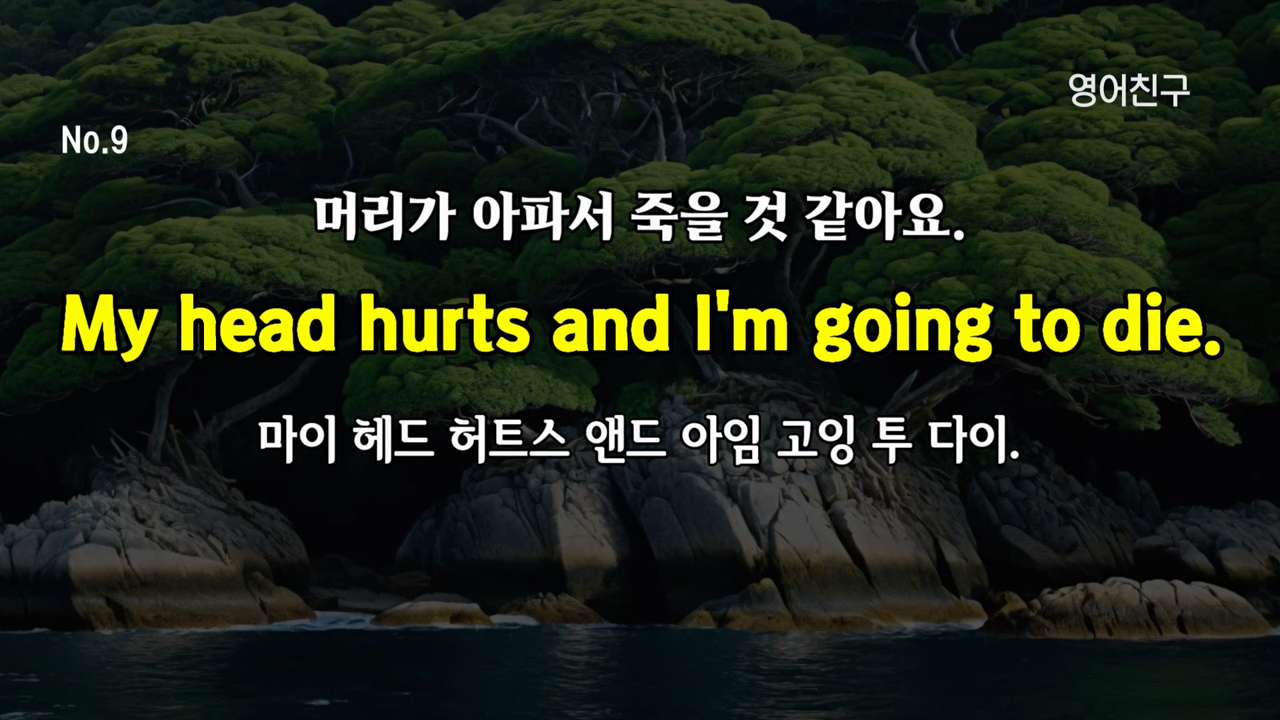 영어친구
No.9
머리가 아파서 죽을 것 같아요.
My head hurts and I'm going to die.
마이 헤드 허트스 앤드 아임 고잉 투 다이.